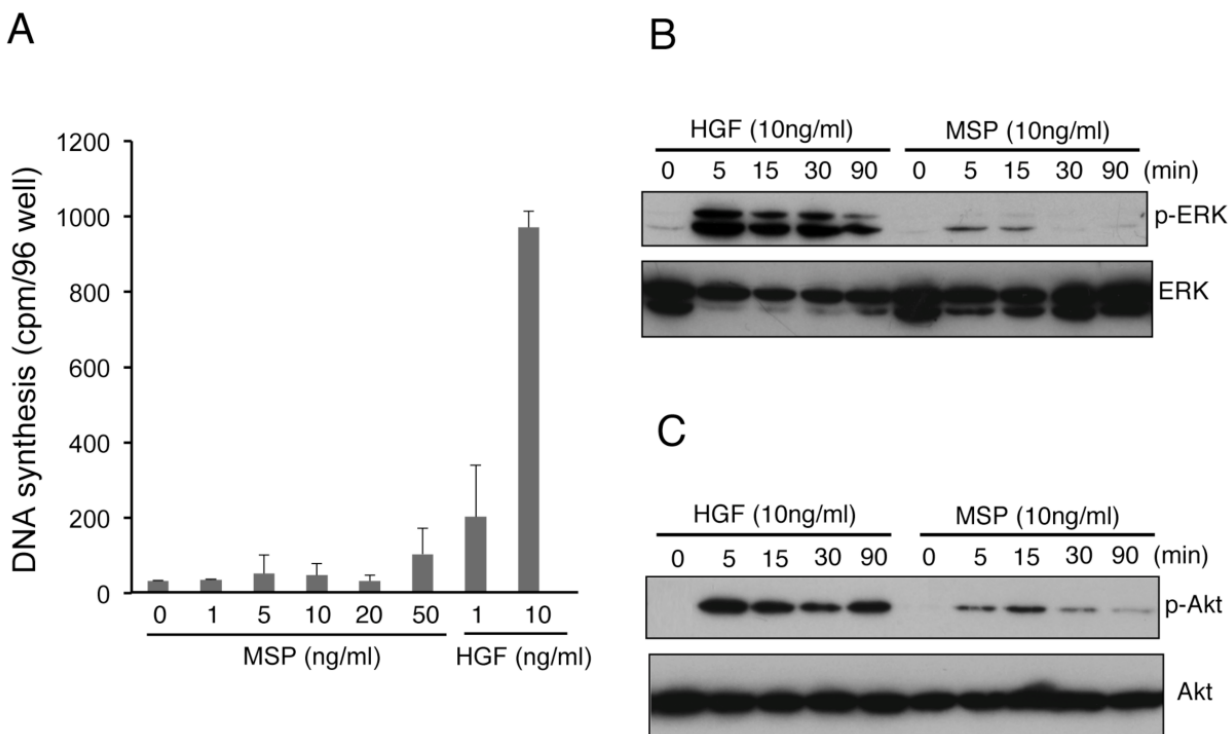 A
DNA synthesis (cpm/96 well)
1200
1000
800
600
400
200
0
0 1 5 10 20 50 1 10
MSP (ng/ml) HGF (ng/ml)
B
HGF (10ng/ml) MSP (10ng/ml)
0 5 15 30 90 0 5 15 30 90 (min)
p-ERK
ERK
C
HGF (10ng/ml) MSP (10ng/ml)
0 5 15 30 90 0 5 15 30 90 (min)
p-Akt
Akt